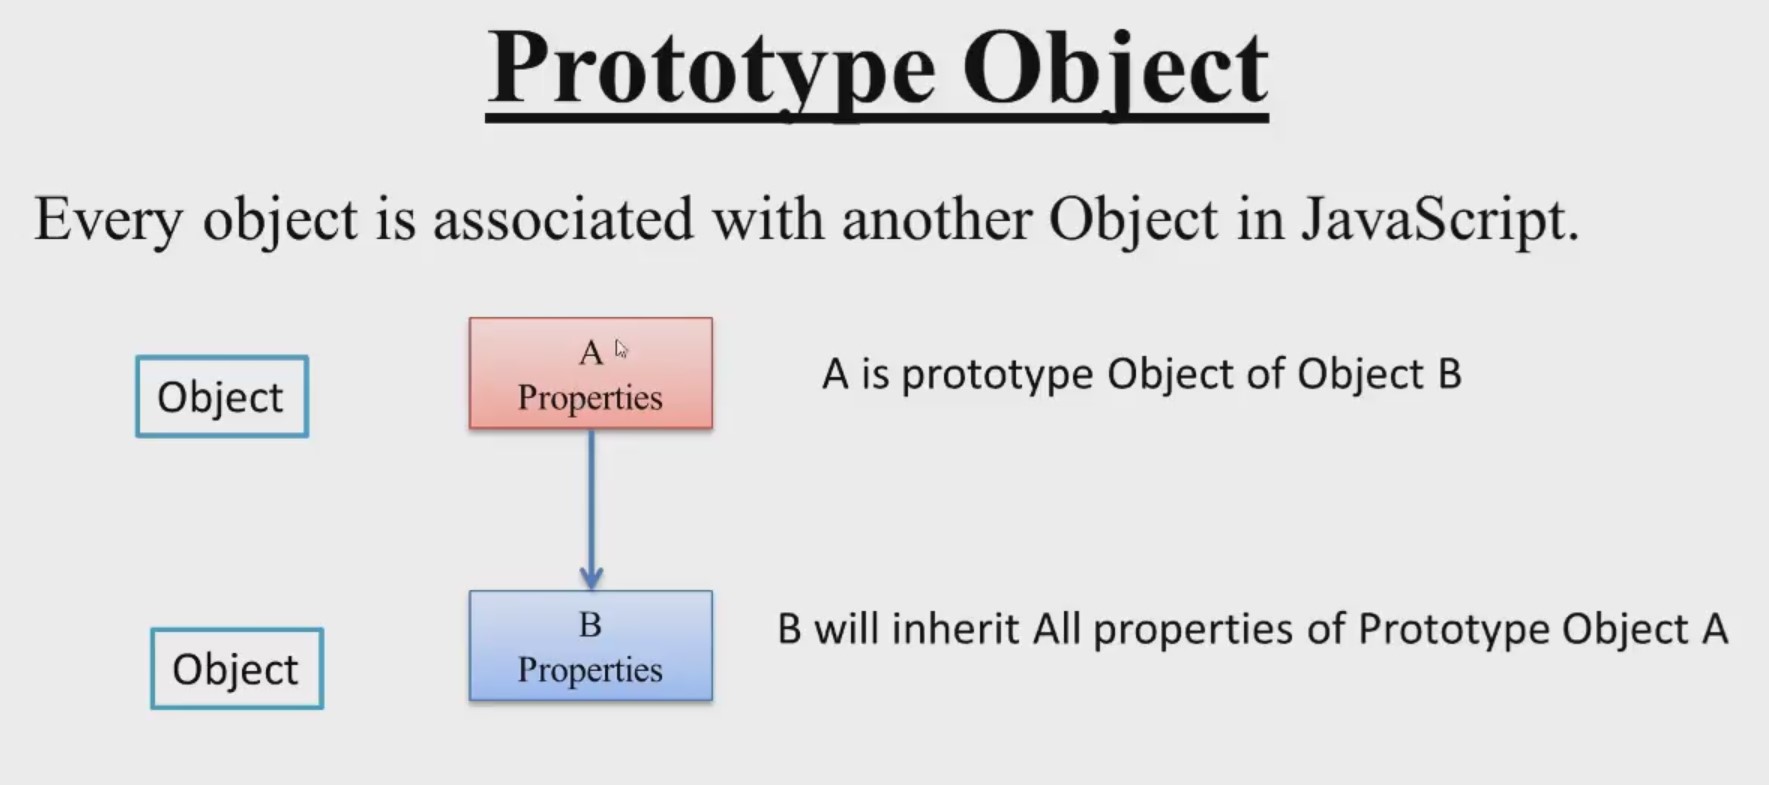 Prototype Object
Every object is associated with another Object in JavaScript.
Object
A
Properties
A is prototype Object of Object B
Object
B
Properties
B will inherit All properties of Prototype Object A